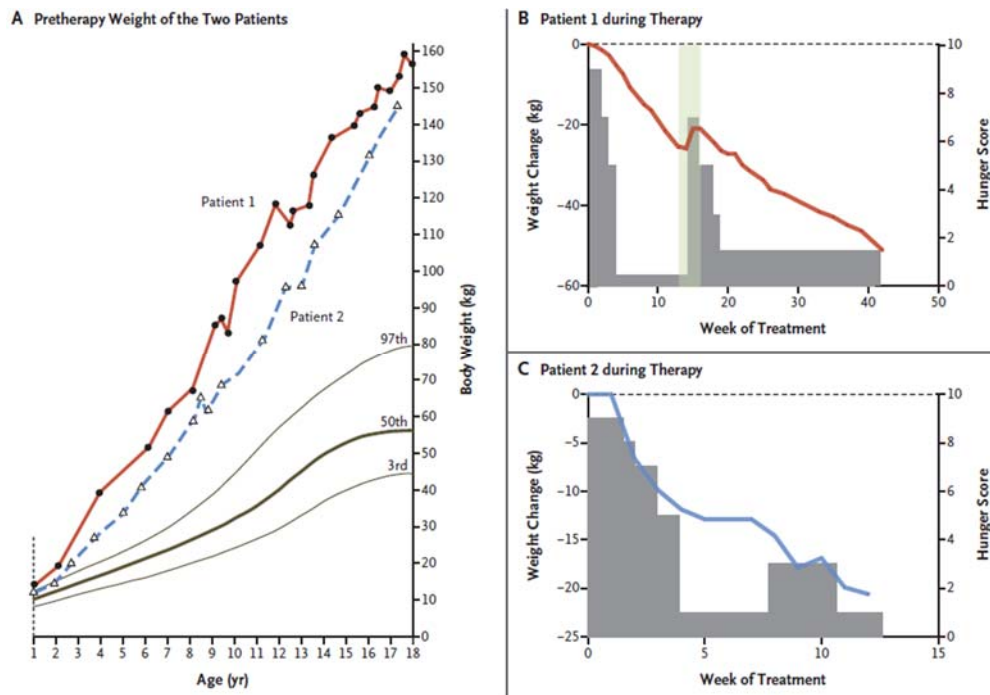 A Pretherapy Weight of the Two Patients
160
150
140
130
120
110
100
90
80
70
60
50
40
30
20
10
0
Body Weight (kg)
Patient 1
Patient 2
97th
50th
3rd
1 2 3 4 5 6 7 8 9 10 11 12 13 14 15 16 17 18
Age (yr)
B Patient 1 during Therapy
0
−20
−40
−60
Weight Change (kg)
10
8
6
4
2
0
Hunger Score
0 10 20 30 40 50
Week of Treatment
C Patient 2 during Therapy
0
−5
−10
−15
−20
−25
Weight Change (kg)
10
8
6
4
2
0
Hunger Score
0 5 10 15
Week of Treatment